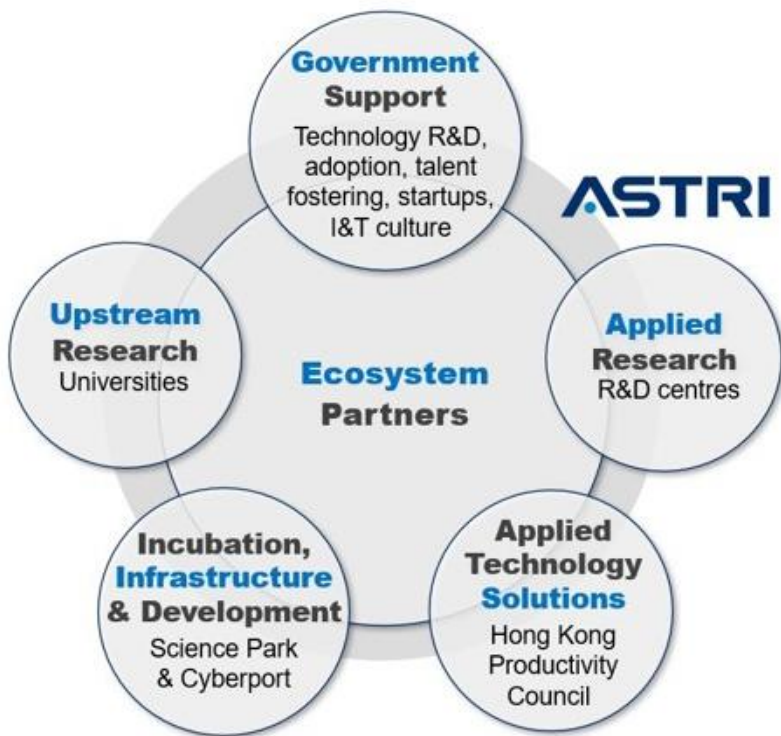 Government
Support
Technology R&D,
adoption, talent
fostering, startups,
I&T culture
ASTRI
Upstream
Research
Universities
Applied
Research
R&D centres
Ecosystem
Partners
Incubation,
Infrastructure
& Development
Science Park
& Cyberport
Applied
Technology
Solutions
Hong Kong
Productivity
Council